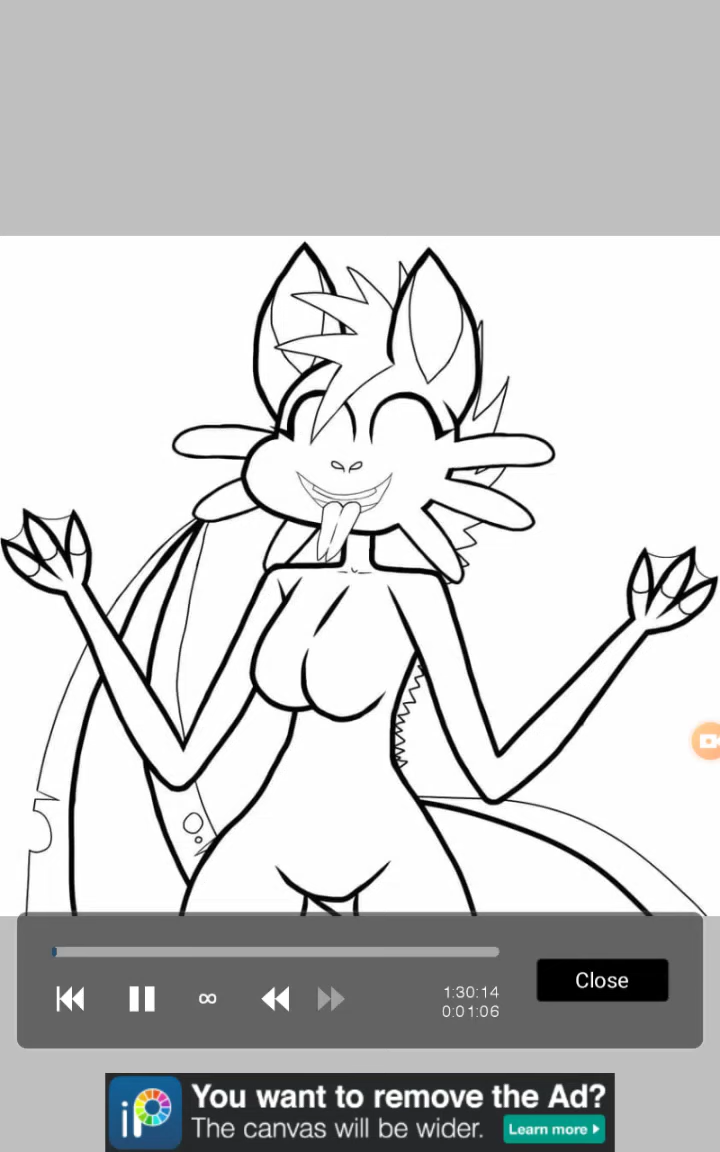 1:30:14
0:01:06
Close
iP
You want to remove the Ad?
The canvas will be wider.
Learn more